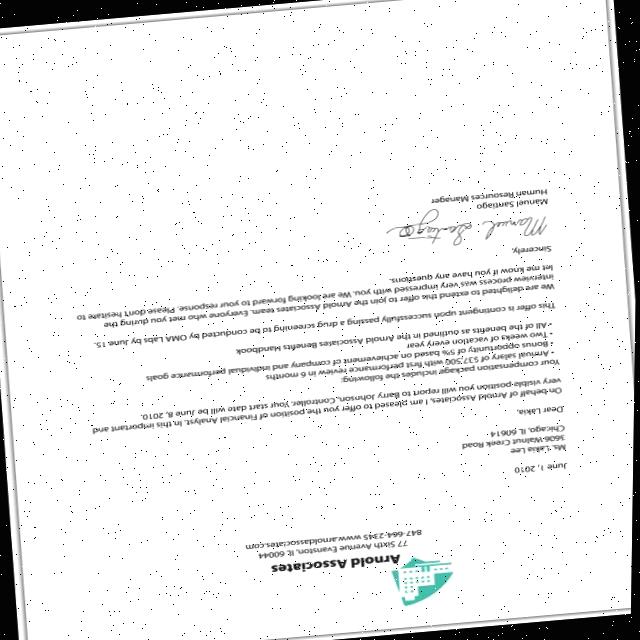 Arnold Associates
77 Sixth Avenue Evanston, IL 60044
847-664-2345 www.arnoldassociates.com
June 1, 2010
Ms. Lakia Lee
3606 Walnut Creek Road
Chicago, IL 60614
Dear Lakia,
On behalf of Arnold Associates, I am pleased to offer you the position of Financial Analyst. In this important and
very visible position you will report to Barry Johnson, Controller. Your start date will be June 8, 2010.
Your compensation package includes the following:
• Annual salary of $37,500 with first performance review in 6 months
• Bonus opportunity of 5% based on achievement of company and individual performance goals
• Two weeks of vacation every year
• All of the benefits as outlined in the Arnold Associates Benefits Handbook
This offer is contingent upon successfully passing a drug screening to be conducted by OMA Labs by June 15.
We are delighted to extend this offer to join the Arnold Associates team. Everyone who met you during the
interview process was very impressed with you. We are looking forward to your response. Please don't hesitate to
let me know if you have any questions.
Sincerely,
Manuel Santiago
Manuel Santiago
Human Resources Manager